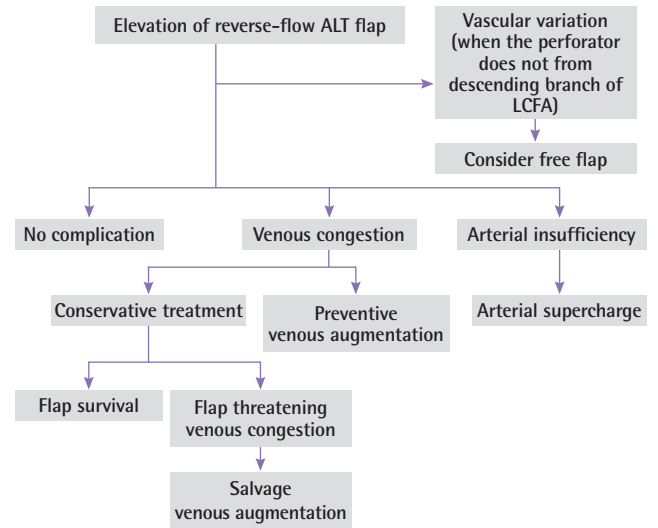 Elevation of reverse-flow ALT flap
Vascular variation
(when the perforator
does not from
descending branch of
LCFA)
Consider free flap
No complication
Venous congestion
Arterial insufficiency
Conservative treatment
Preventive
venous augmentation
Arterial supercharge
Flap survival
Flap threatening
venous congestion
Salvage
venous augmentation